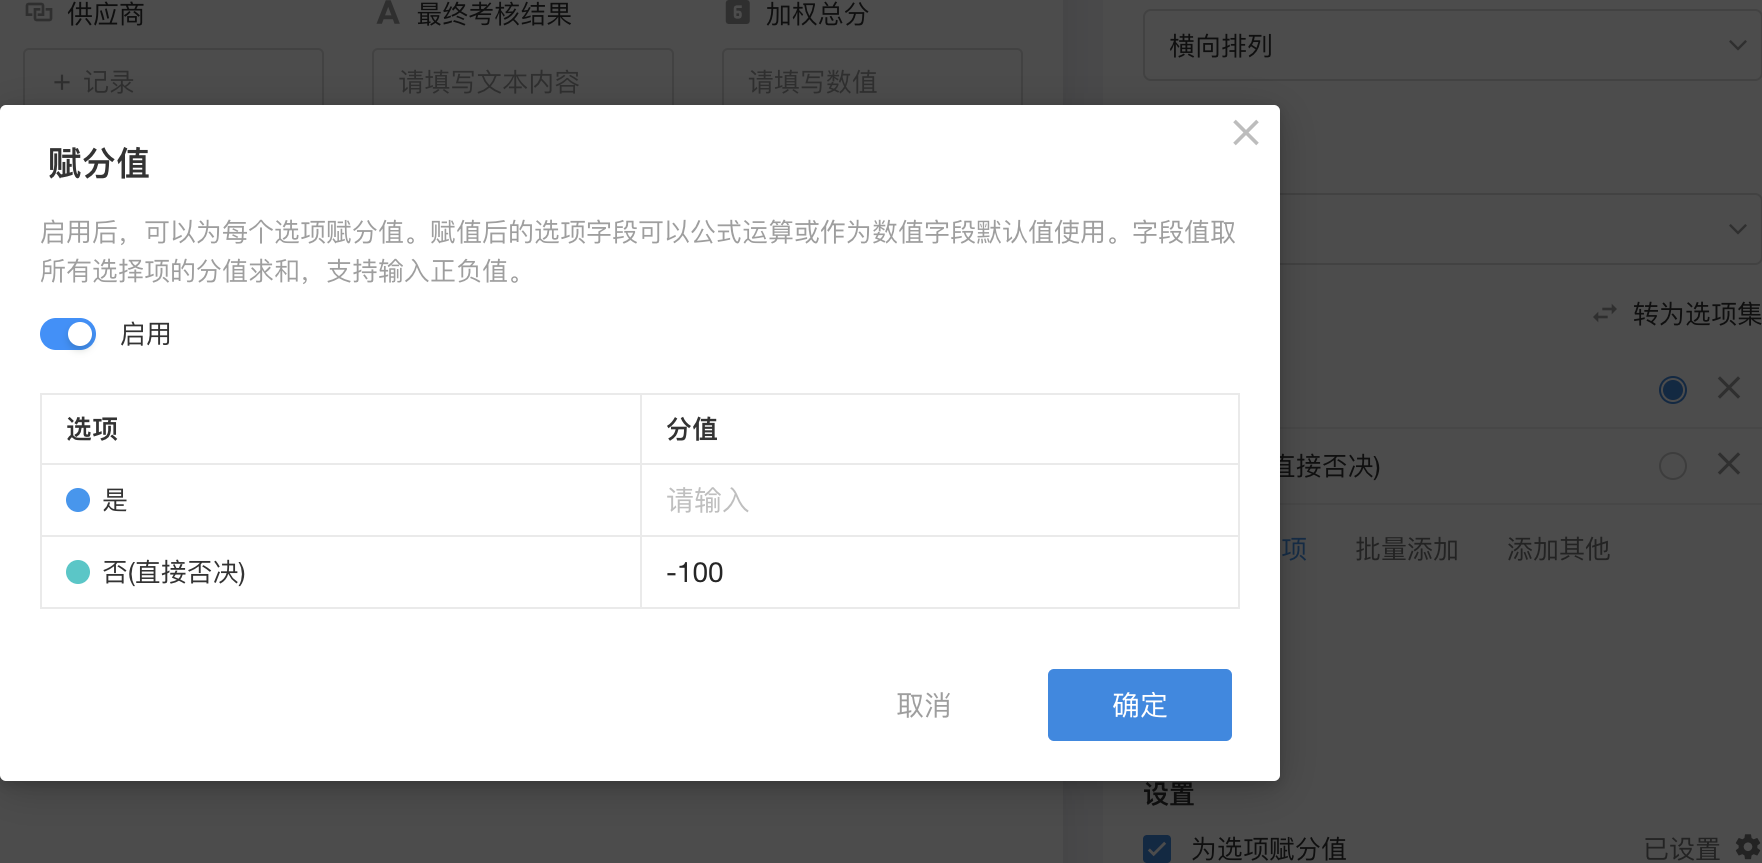 供应商
最终考核结果
加权总分
+ 记录
请填写文本内容
请填写数值
横向排列
赋分值
启用后，可以为每个选项赋分值。赋值后的选项字段可以公式运算或作为数值字段默认值使用。字段值取
所有选择项的分值求和，支持输入正负值。
启用
转为选项集
选项
分值
是
请输入
否(直接否决)
-100
直接否决)
项
批量添加
添加其他
取消
确定
设置
为选项赋分值
已设置